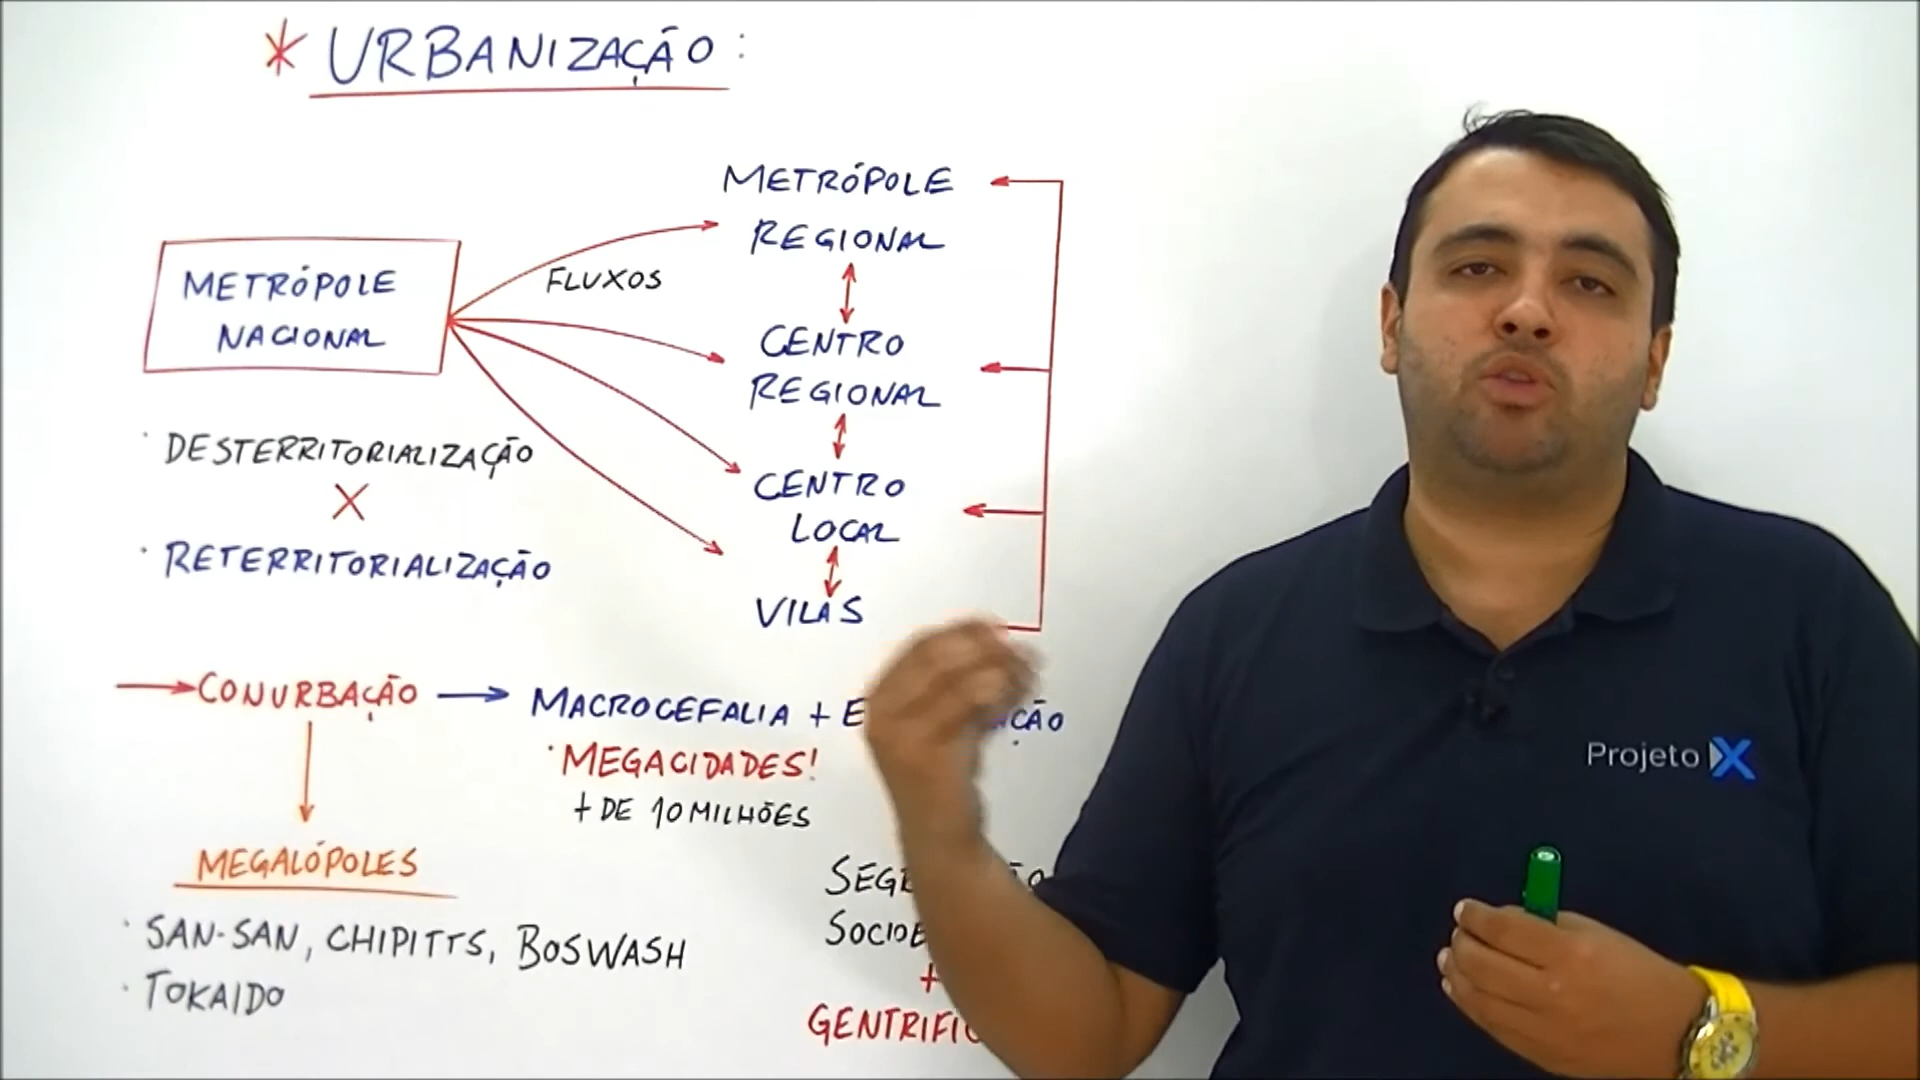 * URBANIZAÇÃO:
METRÓPOLE
REGIONAL
FLUXOS
METRÓPOLE
NACIONAL
CENTRO
REGIONAL
· DESTERRITORIALIZAÇÃO
X
· RETERRITORIALIZAÇÃO
CENTRO
LOCAL
VILAS
CONURBAÇÃO
MACROCEFALIA +
· MEGACIDADES!
+ DE 10 MILHÕES
MEGALÓPOLES
· SAN-SAN, CHIPITTS, BOSWASH
· TOKAIDO
+
Projeto X